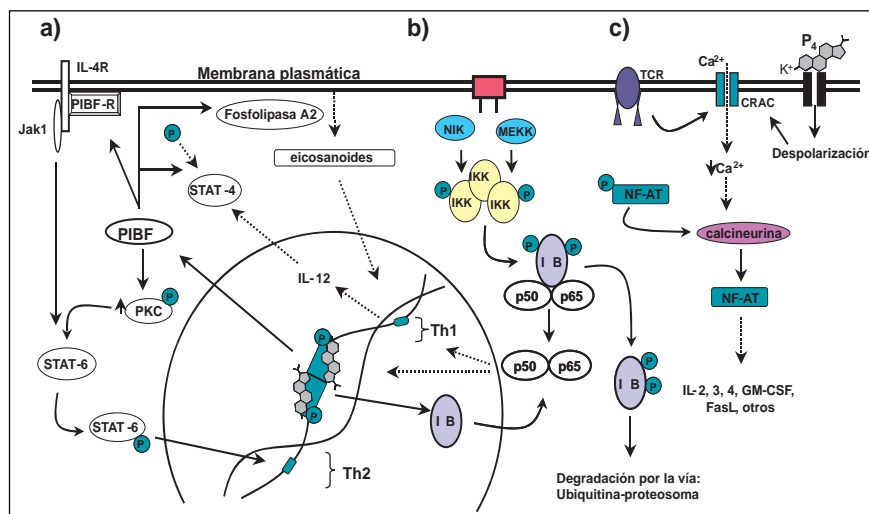 a)
IL-4R
Membrana plasmática
PIBF-R
Jak1
Fosfolipasa A2
P
eicosanoides
STAT-4
PIBF
IL-12
P
PKC
STAT-6
STAT-6
P
P
P
Th1
Th2
b)
NIK
MEKK
IKK
P
P
IKK
IKK
P
P
I B
p50
p65
p50
p65
I B
P
P
I B
Degradación por la vía:
Ubiquitina-proteosoma
c)
TCR
Ca2+
P4
K+
CRAC
Despolarización
Ca2+
P
NF-AT
calcineurina
NF-AT
IL-2, 3, 4, GM-CSF,
FasL, otros